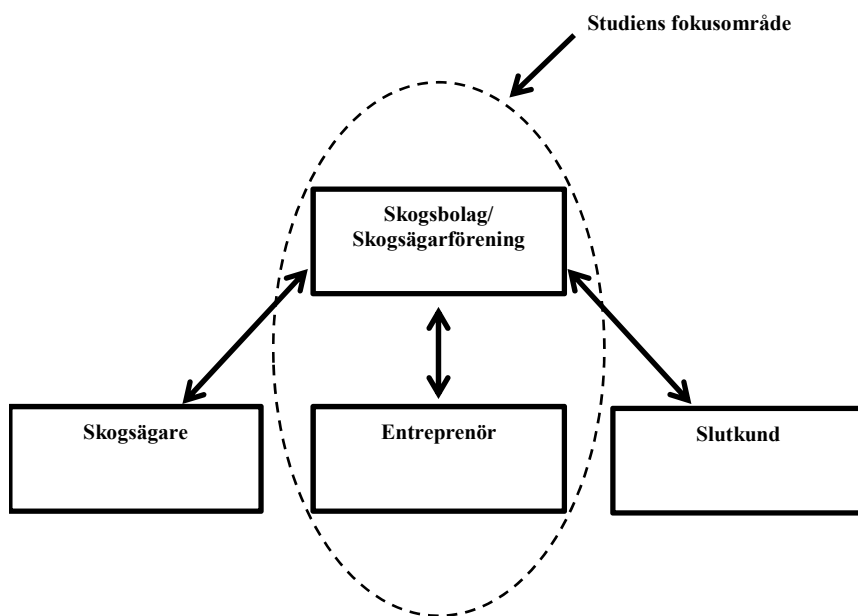 Studiens fokusområde
Skogsbolag/
Skogsägarförening
Skogsägare
Entreprenör
Slutkund